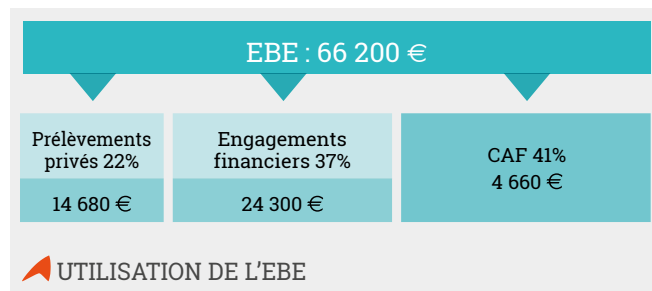 EBE : 66 200 €
Prélèvements
privés 22%
14 680 €
Engagements
financiers 37%
24 300 €
CAF 41%
4 660 €
UTILISATION DE L'EBE